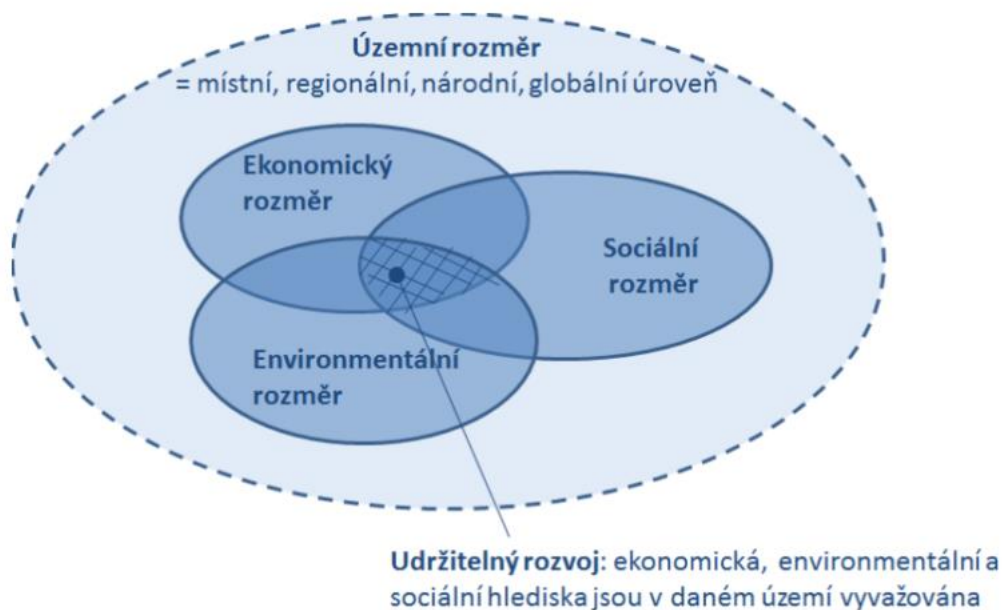 Územní rozměr
= místní, regionální, národní, globální úroveň
Ekonomický
rozměr
Sociální
rozměr
Environmentální
rozměr
Udržitelný rozvoj: ekonomická, environmentální a
sociální hlediska jsou v daném území vyvažována